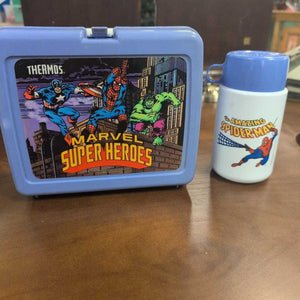 THERMOS
MARVEL
SUPER HEROES
The AMAZING
SPIDER-MAN